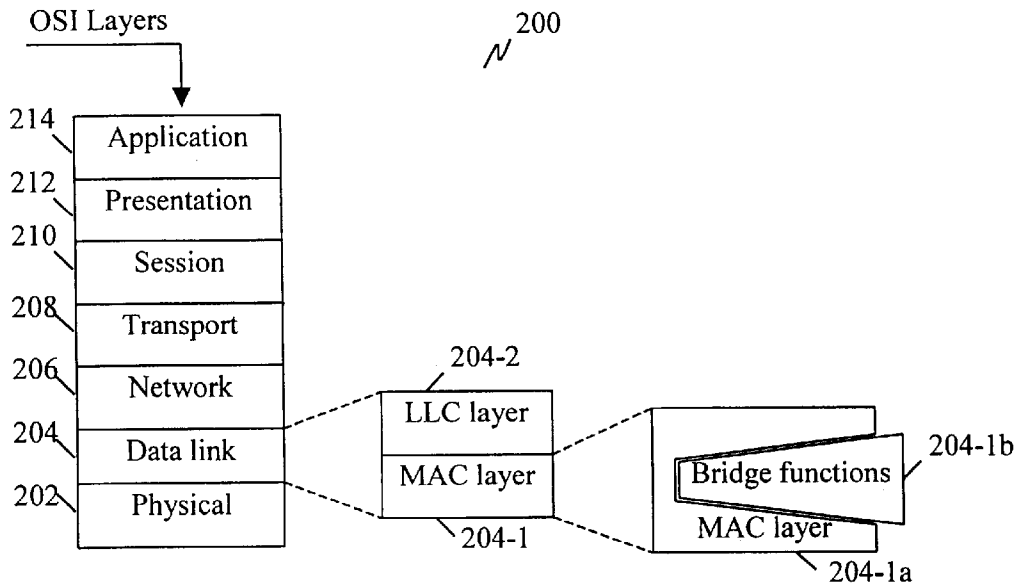 OSI Layers
200
214
Application
212
Presentation
210
Session
208
Transport
206
Network
204
Data link
202
Physical
204-2
LLC layer
MAC layer
204-1
Bridge functions
204-1b
MAC layer
204-1a